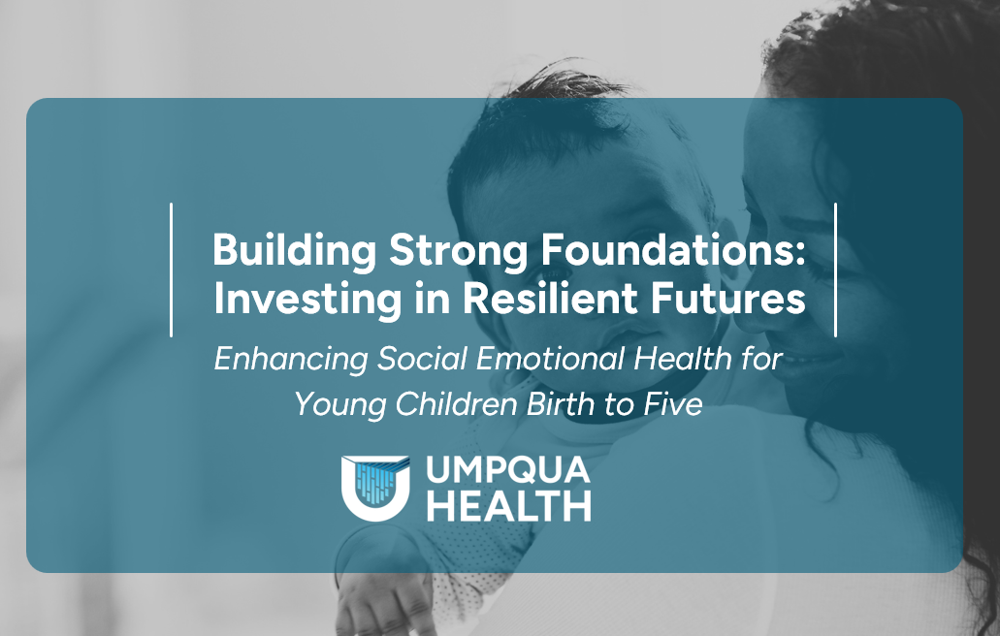 Building Strong Foundations:
Investing in Resilient Futures
Enhancing Social Emotional Health for
Young Children Birth to Five
UMPQUA
HEALTH